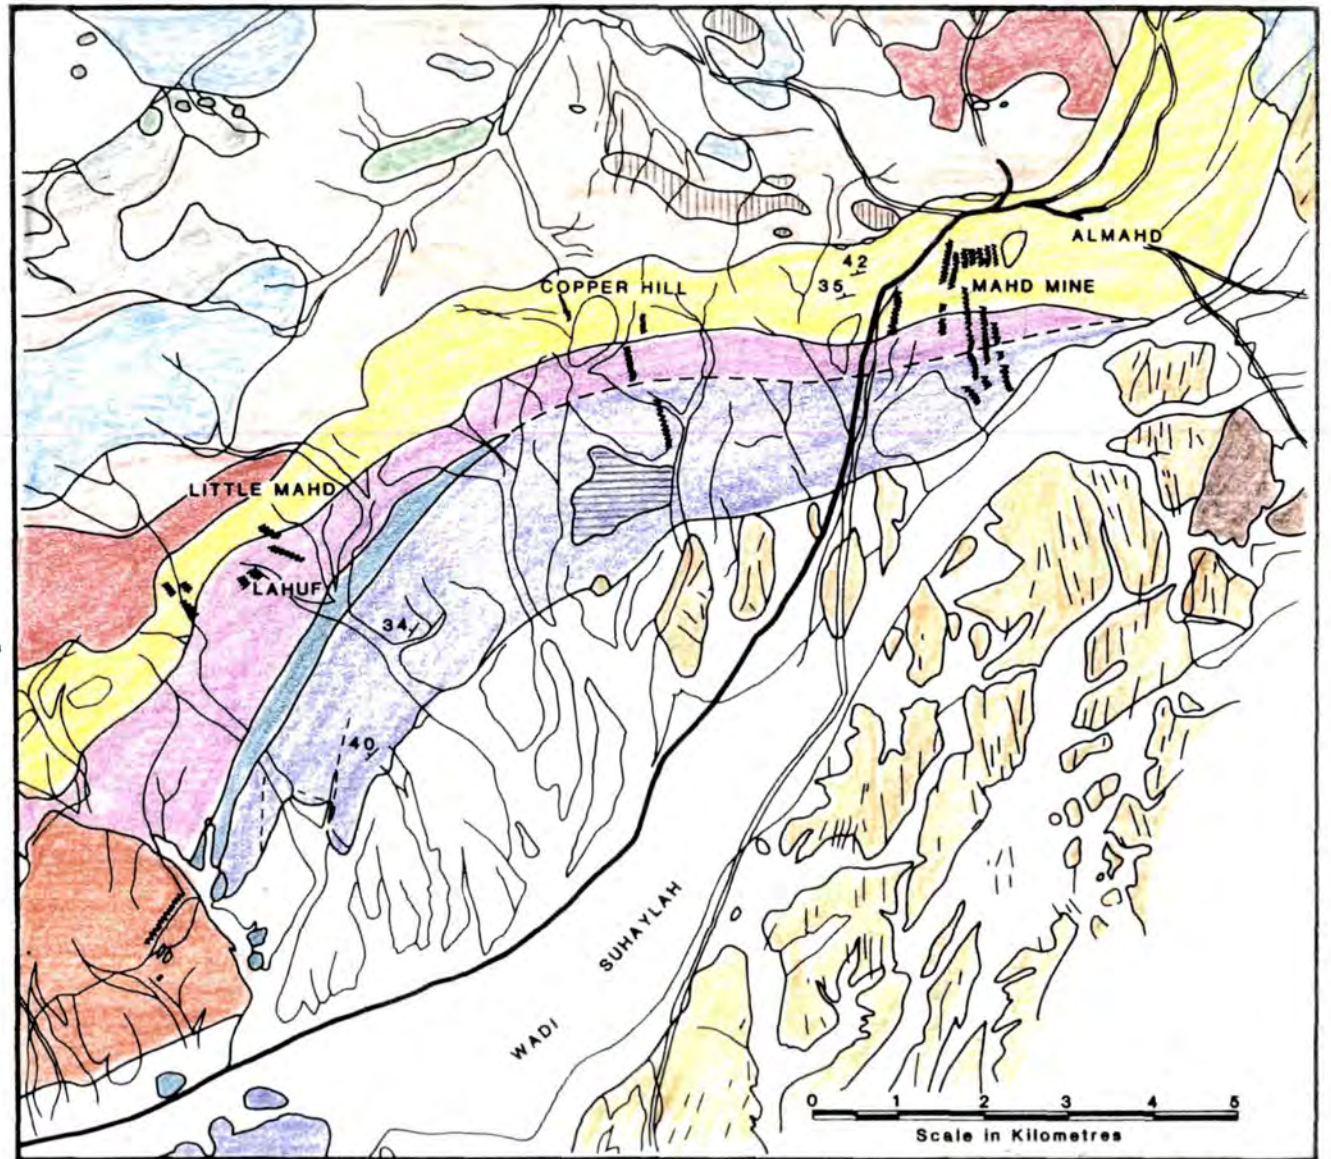 ALMAHD
42
COPPER HILL
35
MAHD MINE
LITTLE MAHD
LAHUF
34
40
WADI SUHAYLAH
0 1 2 3 4 5
Scale in Kilometres